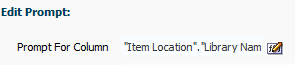 Edit Prompt:
Prompt For Column "Item Location"."Library Nam